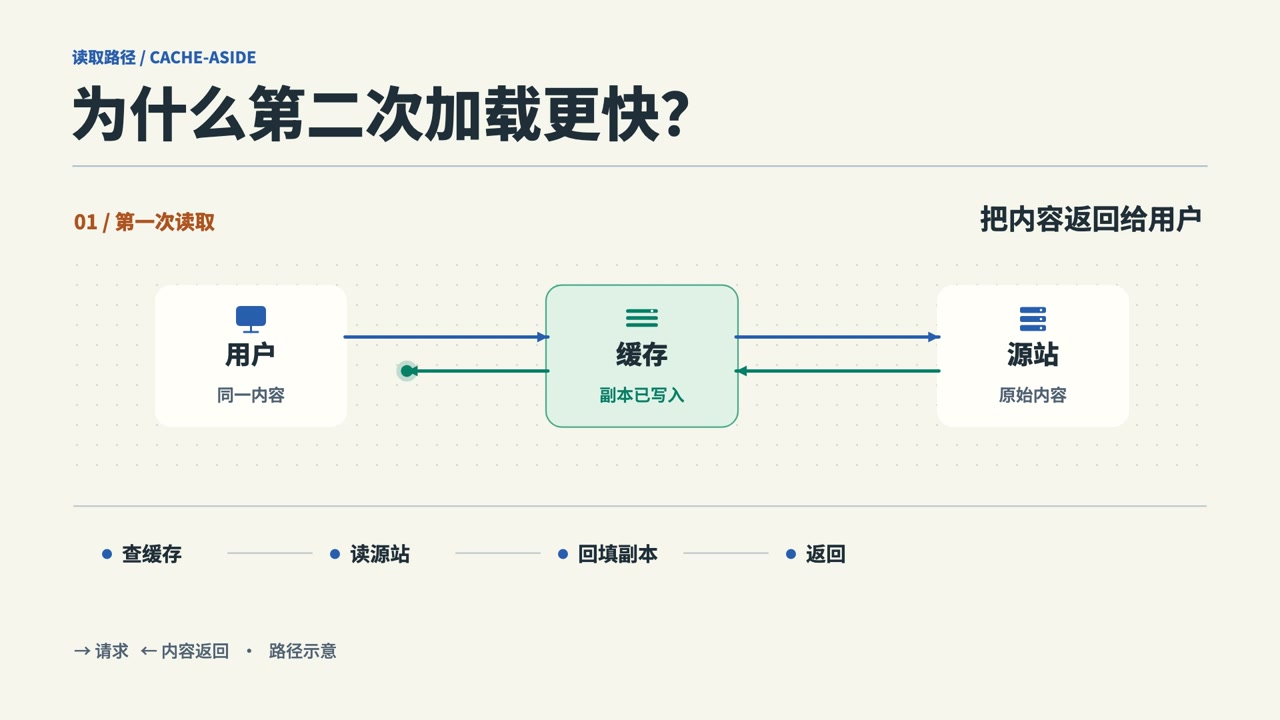 读取路径 / CACHE-ASIDE
为什么第二次加载更快?
01 / 第一次读取
把内容返回给用户
用户
同一内容
缓存
副本已写入
源站
原始内容
查缓存
读源站
回填副本
返回
→ 请求 ← 内容返回 · 路径示意